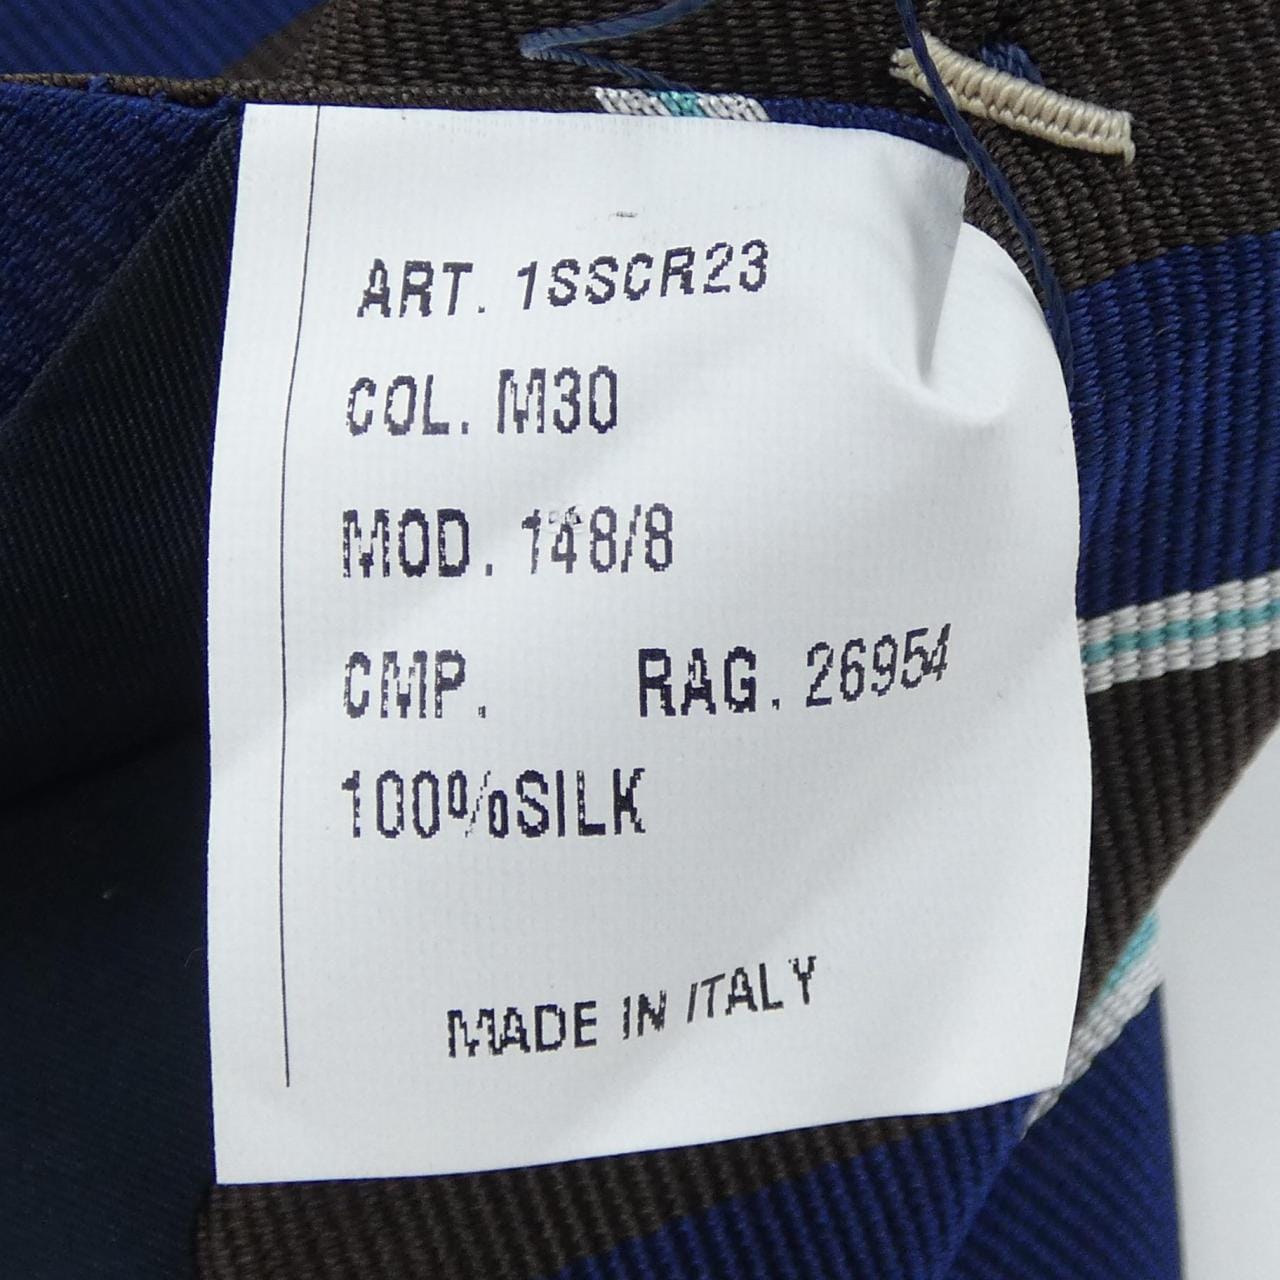 ART. 1SSCR23
COL. M30
MOD. 148/8
CMP. RAG. 26954
100%SILK
MADE IN ITALY